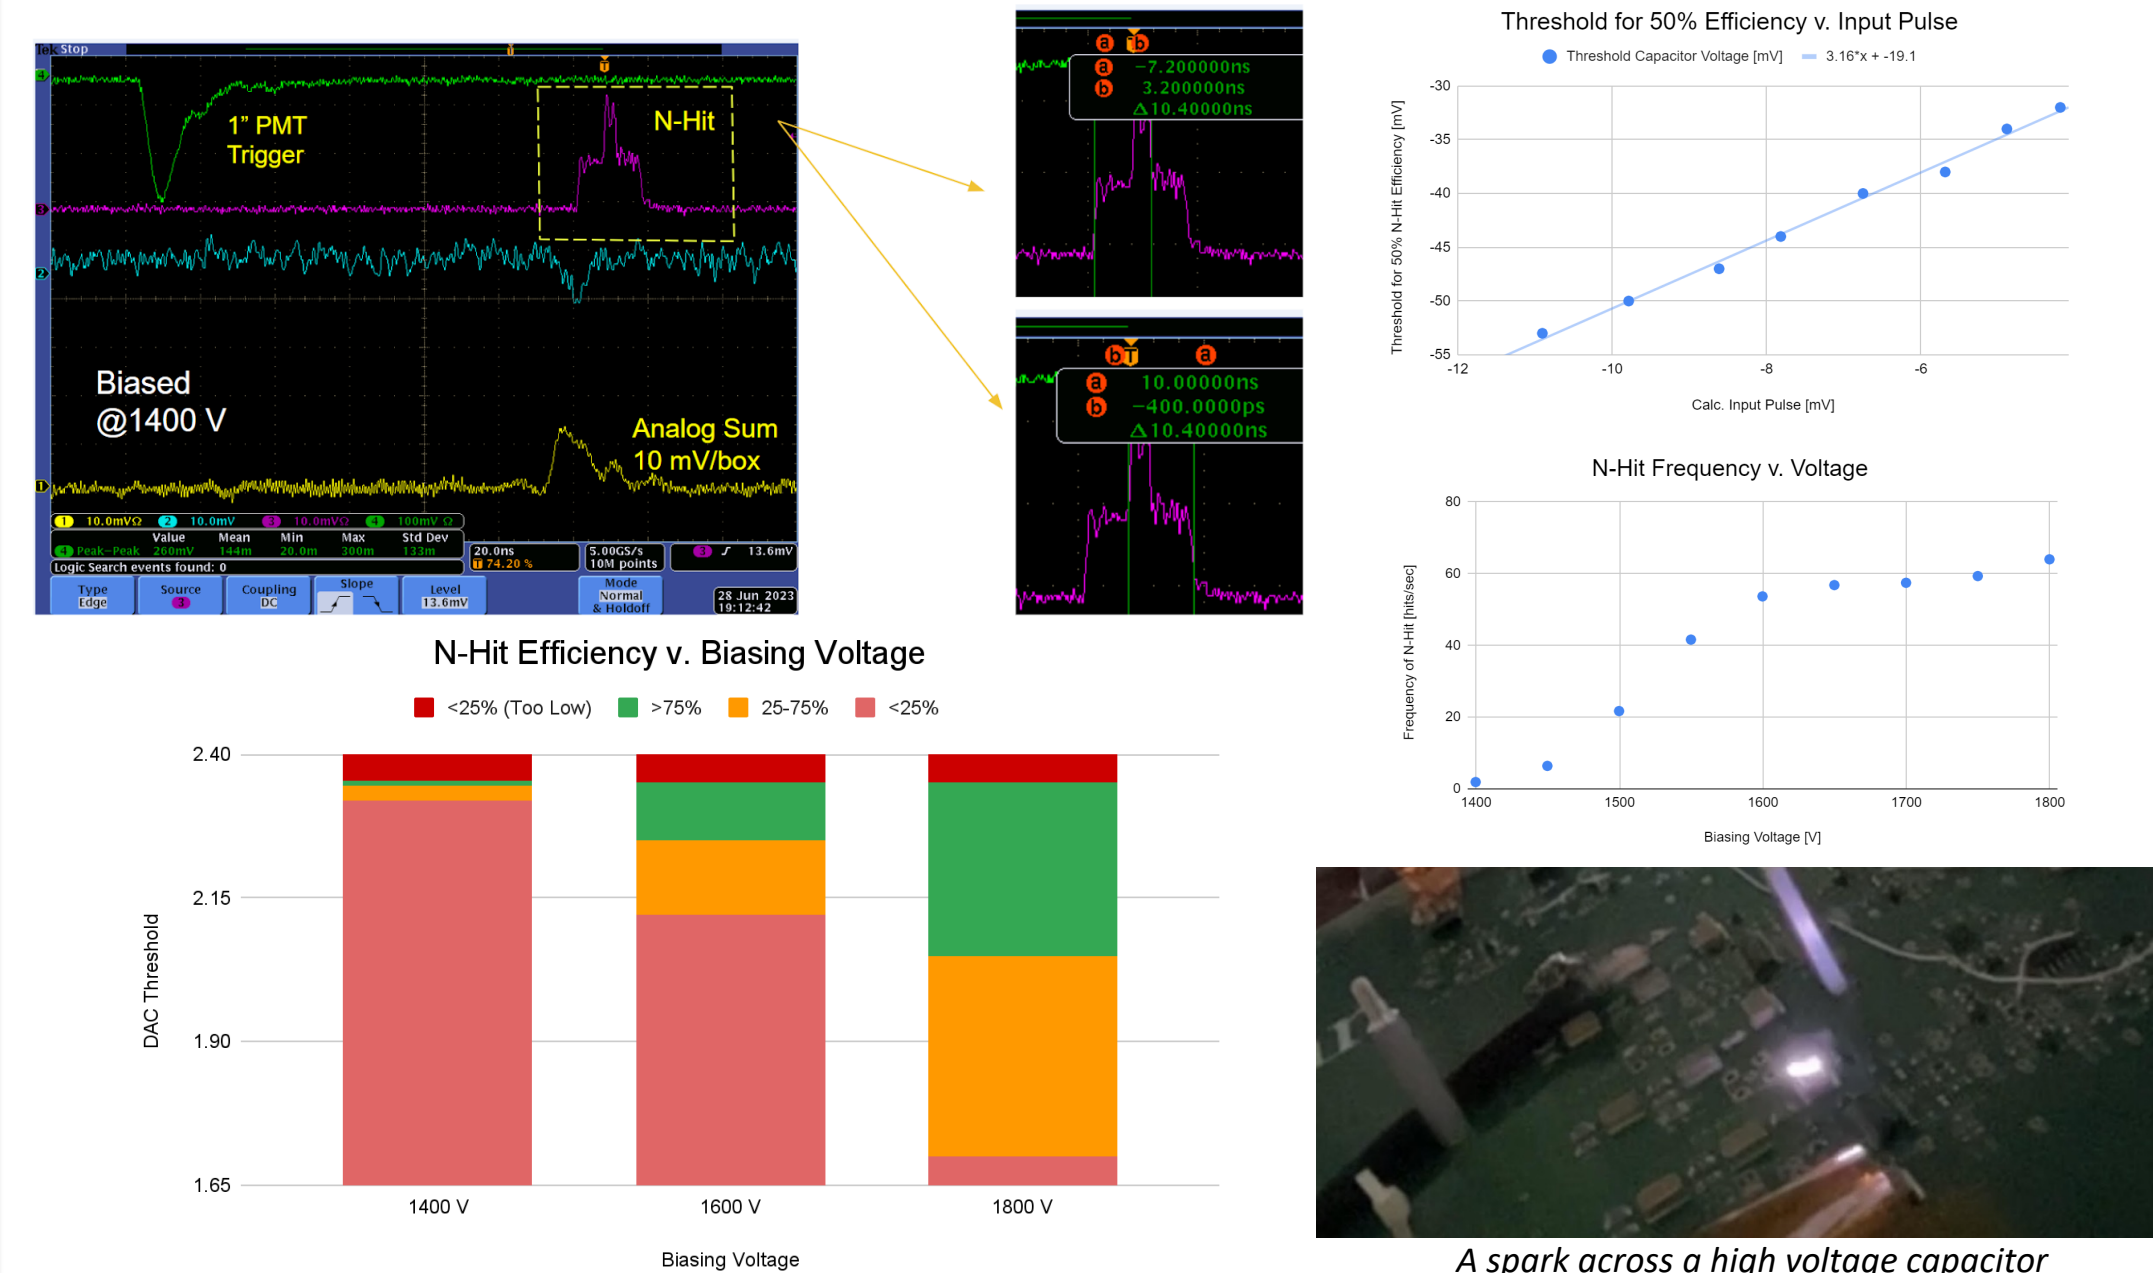 Tek Stop
4
1” PMT
Trigger
N-Hit
3
2
Biased
@1400 V
Analog Sum
10 mV/box
1
1 10.0mVΩ 2 10.0mV 3 10.0mVΩ 4 100mV Ω
Value Mean Min Max Std Dev
4 Peak-Peak 260mV 144m 20.0m 300m 133m
Logic Search events found: 0
20.0ns
T 74.20 %
5.00GS/s
10M points
3 13.6mV
Type
Edge
Source
3
Coupling
DC
Slope
Level
13.6mV
Mode
Normal
& Holdoff
28 Jun 2023
19:12:42
a b
a −7.200000ns
b 3.200000ns
Δ10.40000ns
b T a
a 10.00000ns
b −400.0000ps
Δ10.40000ns
Threshold for 50% Efficiency v. Input Pulse
Threshold Capacitor Voltage [mV] 3.16*x + -19.1
Threshold for 50% N-Hit Efficiency [mV]
-30
-35
-40
-45
-50
-55
-12 -10 -8 -6
Calc. Input Pulse [mV]
N-Hit Frequency v. Voltage
Frequency of N-Hit [hits/sec]
80
60
40
20
0
1400 1500 1600 1700 1800
Biasing Voltage [V]
N-Hit Efficiency v. Biasing Voltage
<25% (Too Low) >75% 25-75% <25%
DAC Threshold
2.40
2.15
1.90
1.65
1400 V 1600 V 1800 V
Biasing Voltage
A spark across a high voltage capacitor